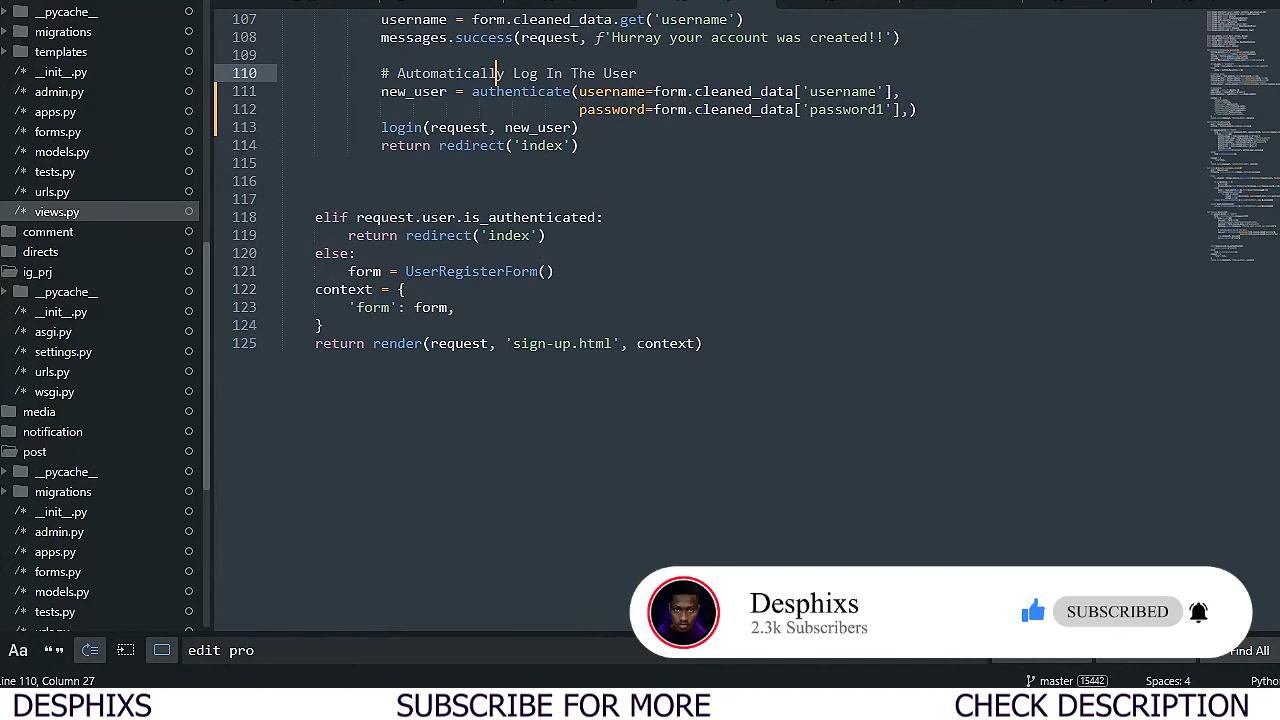 __pycache__
migrations
templates
__init__.py
admin.py
apps.py
forms.py
models.py
tests.py
urls.py
views.py
comment
directs
ig_prj
__pycache__
__init__.py
asgi.py
settings.py
urls.py
wsgi.py
media
notification
post
__pycache__
migrations
__init__.py
admin.py
apps.py
forms.py
models.py
tests.py
107 username = form.cleaned_data.get('username')
108 messages.success(request, f'Hurray your account was created!!')
109
110 # Automatically Log In The User
111 new_user = authenticate(username=form.cleaned_data['username'],
112 password=form.cleaned_data['password1'],)
113 login(request, new_user)
114 return redirect('index')
115
116
117
118 elif request.user.is_authenticated:
119 return redirect('index')
120 else:
121 form = UserRegisterForm()
122 context = {
123 'form': form,
124 }
125 return render(request, 'sign-up.html', context)
Desphixs
2.3k Subscribers
SUBSCRIBED
Aa
edit pro
Find All
Line 110, Column 27
master 15442
Spaces: 4
Pytho
DESPHIXS
SUBSCRIBE FOR MORE
CHECK DESCRIPTION